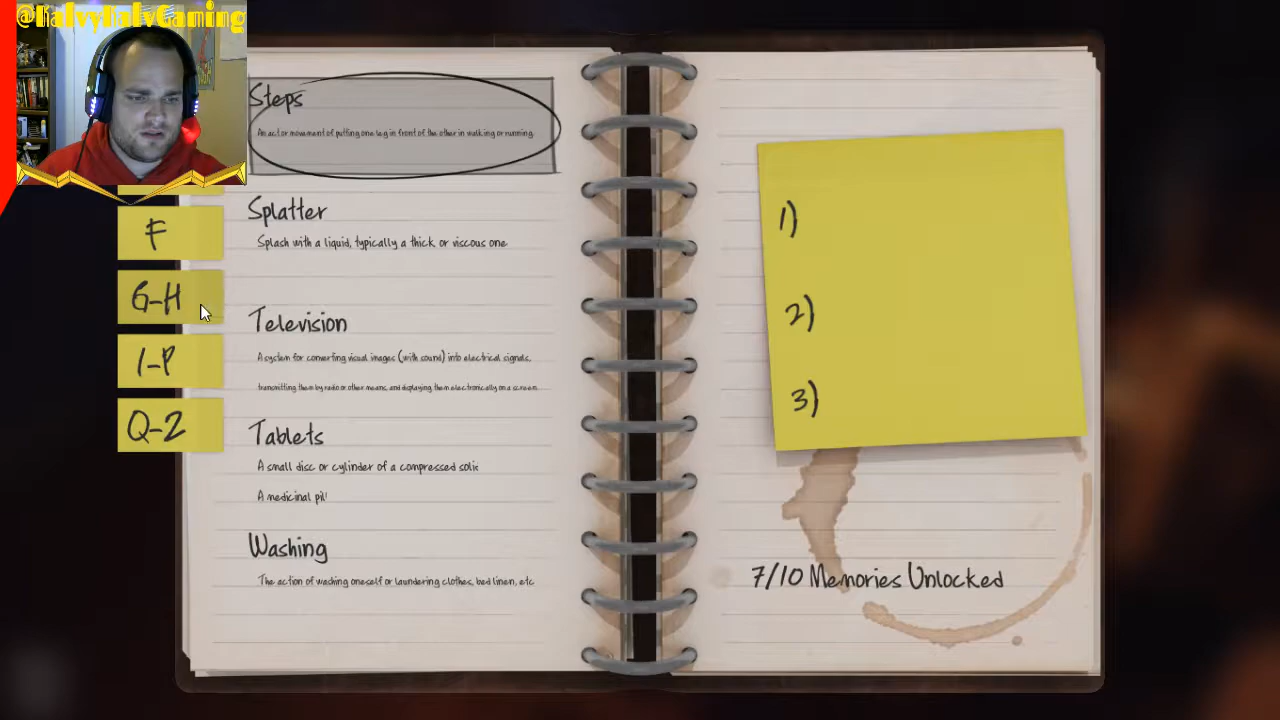 @KalvyKalvGaming
Steps
An act or movement of putting one leg in front of the other in walking or running.
Splatter
Splash with a liquid, typically a thick or viscous one
Television
A system for converting visual images (with sound) into electrical signals,
transmitting them by radio or other means, and displaying them electronically on a screen.
Tablets
A small disc or cylinder of a compressed solid
A medicinal pill
Washing
The action of washing oneself or laundering clothes, bed linen, etc
F
G-H
I-P
Q-Z
1)
2)
3)
7/10 Memories Unlocked